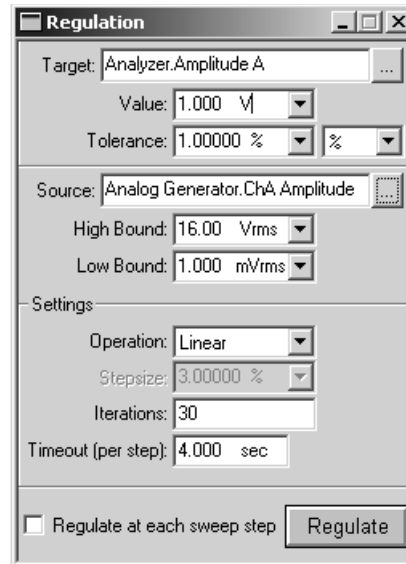 Regulation
Target: Analyzer.Amplitude A ...
Value: 1.000 V
Tolerance: 1.00000 % %
Source: Analog Generator.ChA Amplitude ...
High Bound: 16.00 Vrms
Low Bound: 1.000 mVrms
Settings
Operation: Linear
Stepsize: 3.00000 %
Iterations: 30
Timeout (per step): 4.000 sec
Regulate at each sweep step Regulate